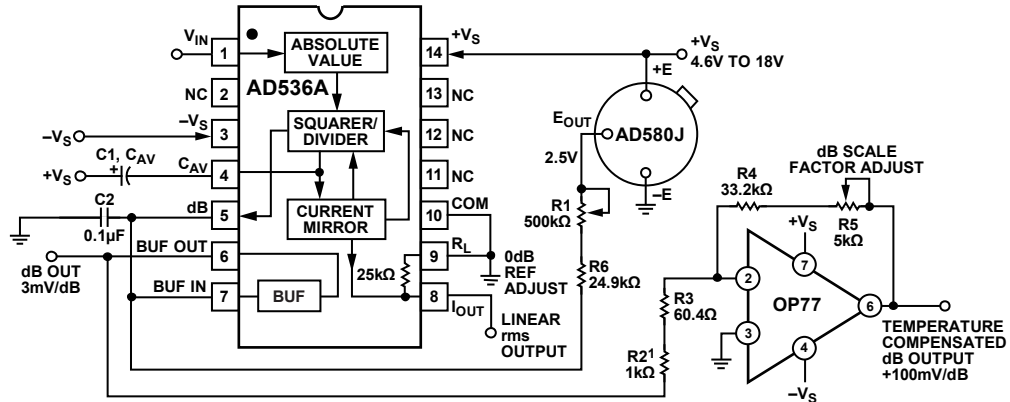 V_IN
1
ABSOLUTE
VALUE
14
+V_S
+V_S
4.6V TO 18V
+E
NC
2
AD536A
13
NC
E_OUT
AD580J
–V_S
–V_S
3
SQUARER/
DIVIDER
12
NC
2.5V
–E
dB SCALE
FACTOR ADJUST
C1, C_AV
+
+V_S
C_AV
4
11
NC
R4
33.2kΩ
R5
5kΩ
C2
0.1µF
dB
5
CURRENT
MIRROR
10
COM
R1
500kΩ
+V_S
BUF OUT
6
25kΩ
9
R_L
0dB
REF
ADJUST
R6
24.9kΩ
dB OUT
3mV/dB
BUF IN
7
BUF
8
I_OUT
LINEAR
rms
OUTPUT
R3
60.4Ω
R2¹
1kΩ
2
3
7
OP77
6
4
–V_S
TEMPERATURE
COMPENSATED
dB OUTPUT
+100mV/dB